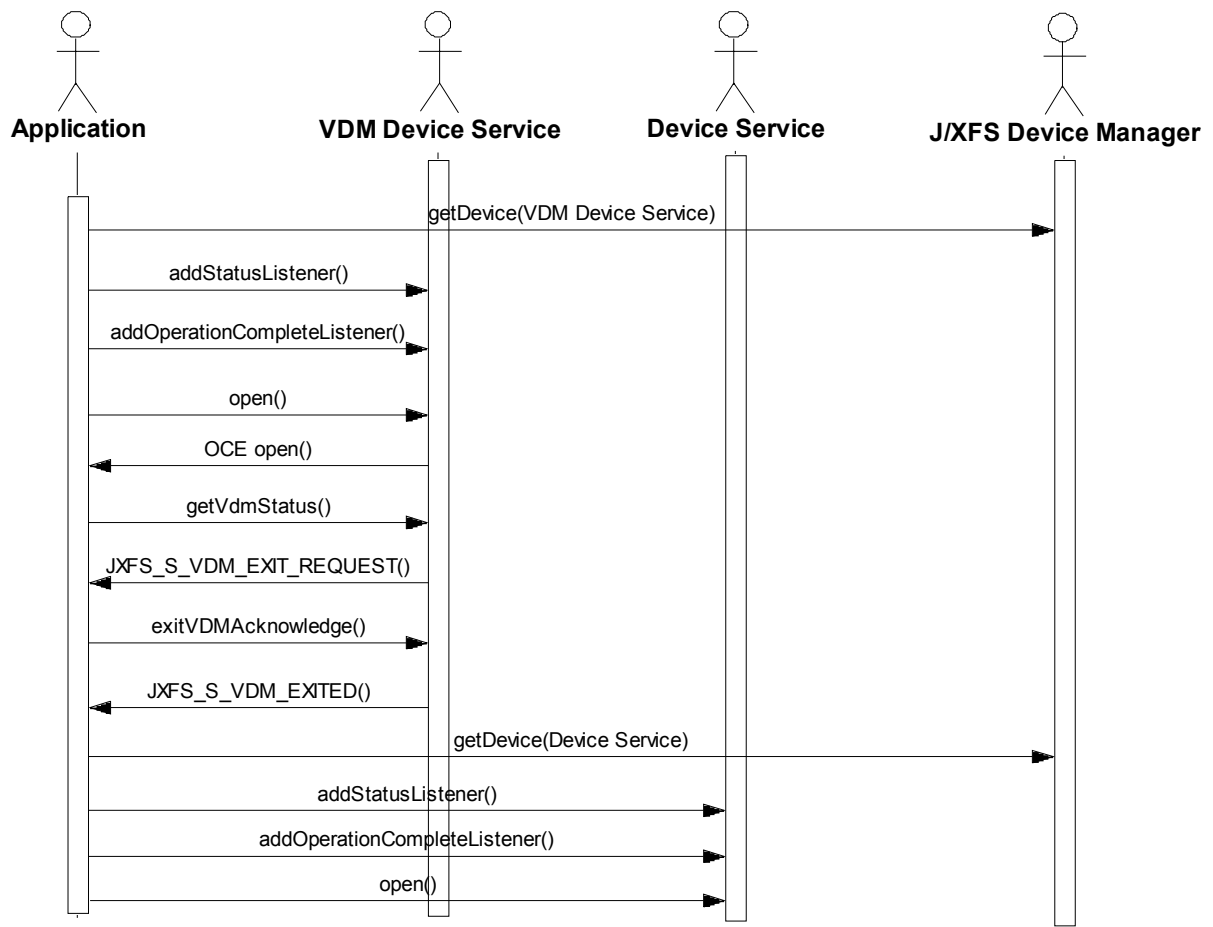 Application
VDM Device Service
Device Service
J/XFS Device Manager
getDevice(VDM Device Service)
addStatusListener()
addOperationCompleteListener()
open()
OCE open()
getVdmStatus()
JXFS_S_VDM_EXIT_REQUEST()
exitVDMAcknowledge()
JXFS_S_VDM_EXITED()
getDevice(Device Service)
addStatusListener()
addOperationCompleteListener()
open()